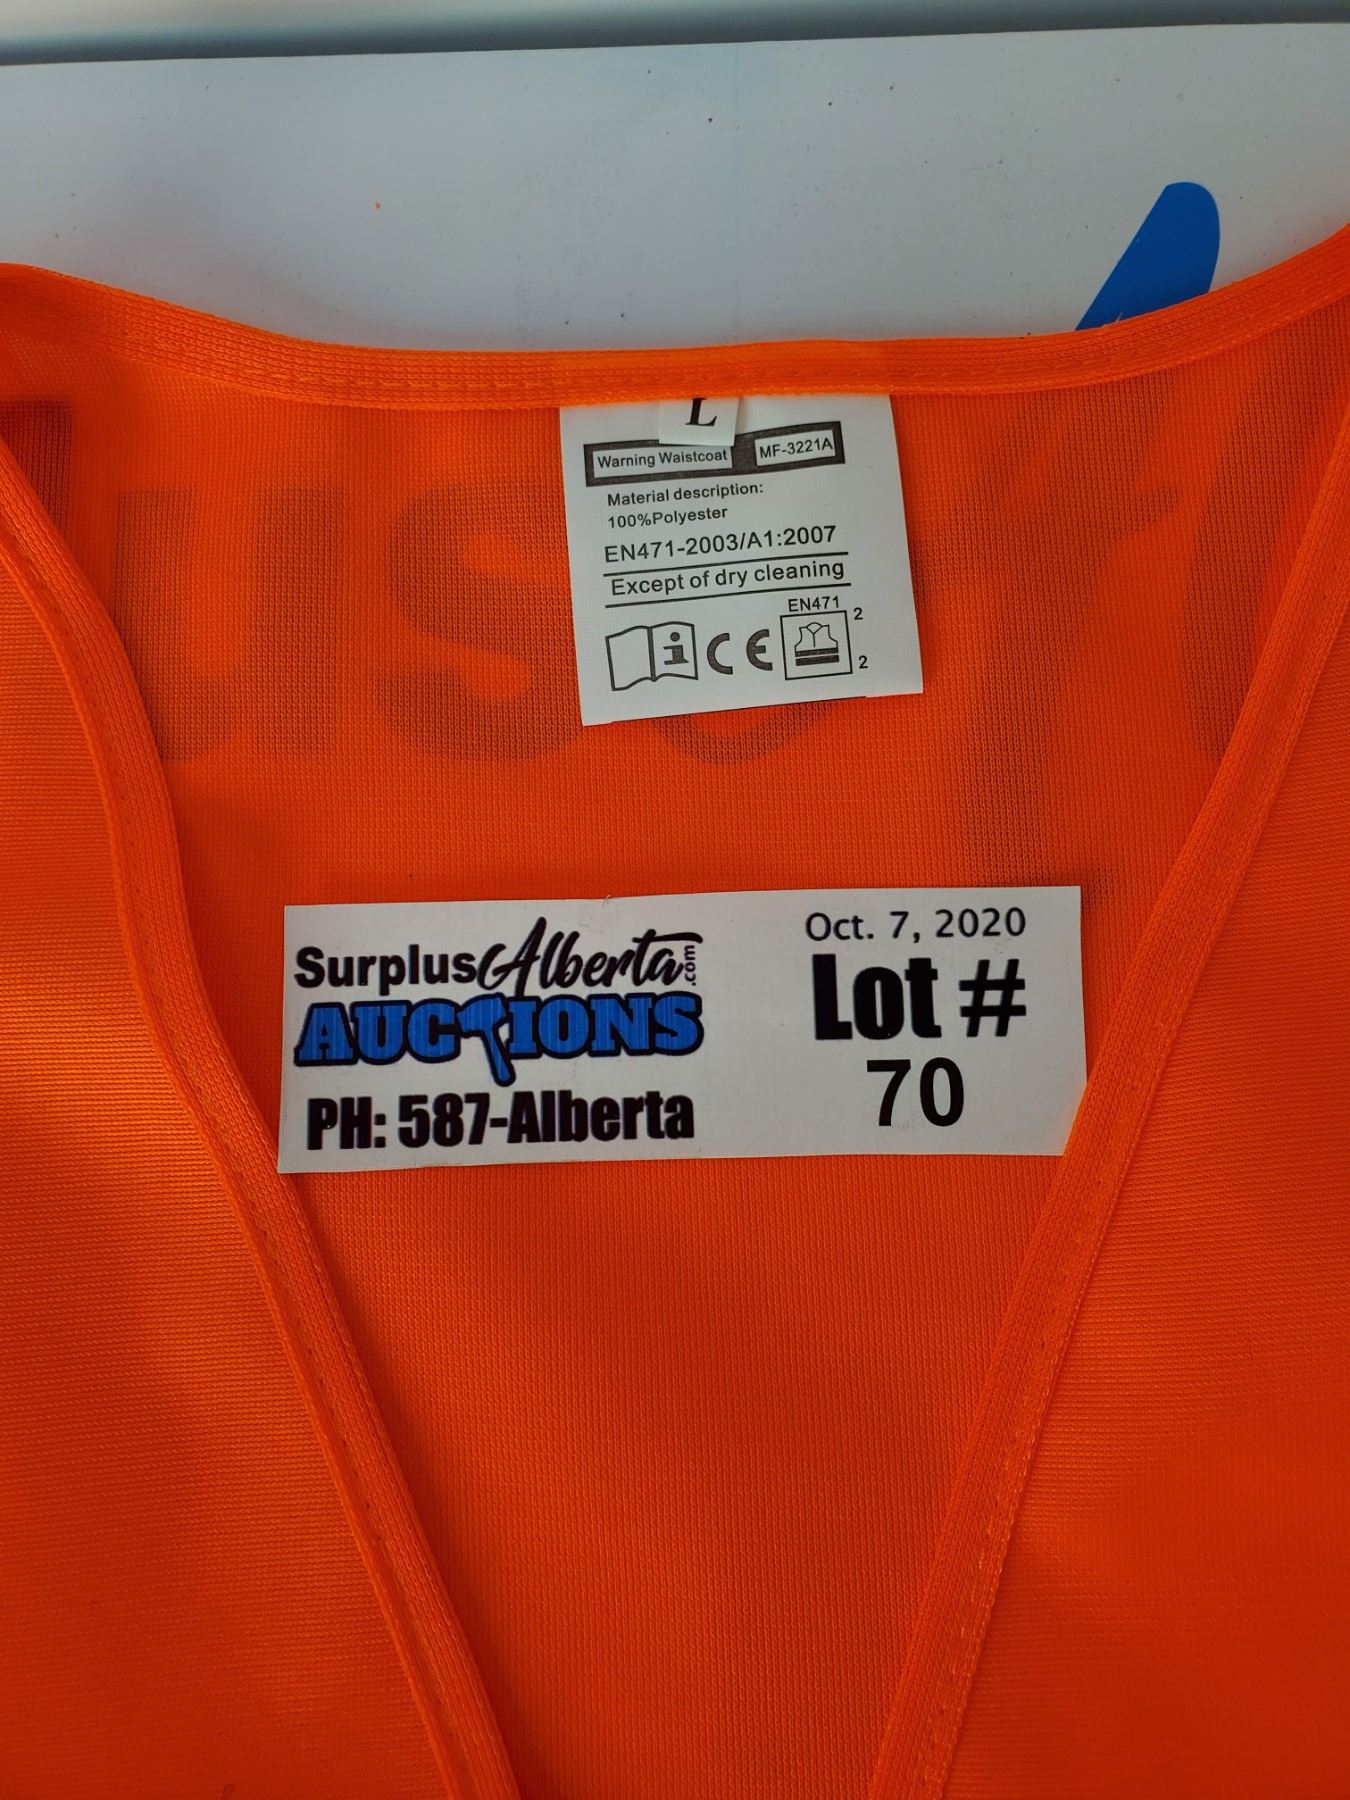 L
Warning Waistcoat MF-3221A
Material description:
100%Polyester
EN471-2003/A1:2007
Except of dry cleaning
EN471
i CE 2
2
SurplusAlberta.com
AUCTIONS
PH: 587-Alberta
Oct. 7, 2020
Lot #
70